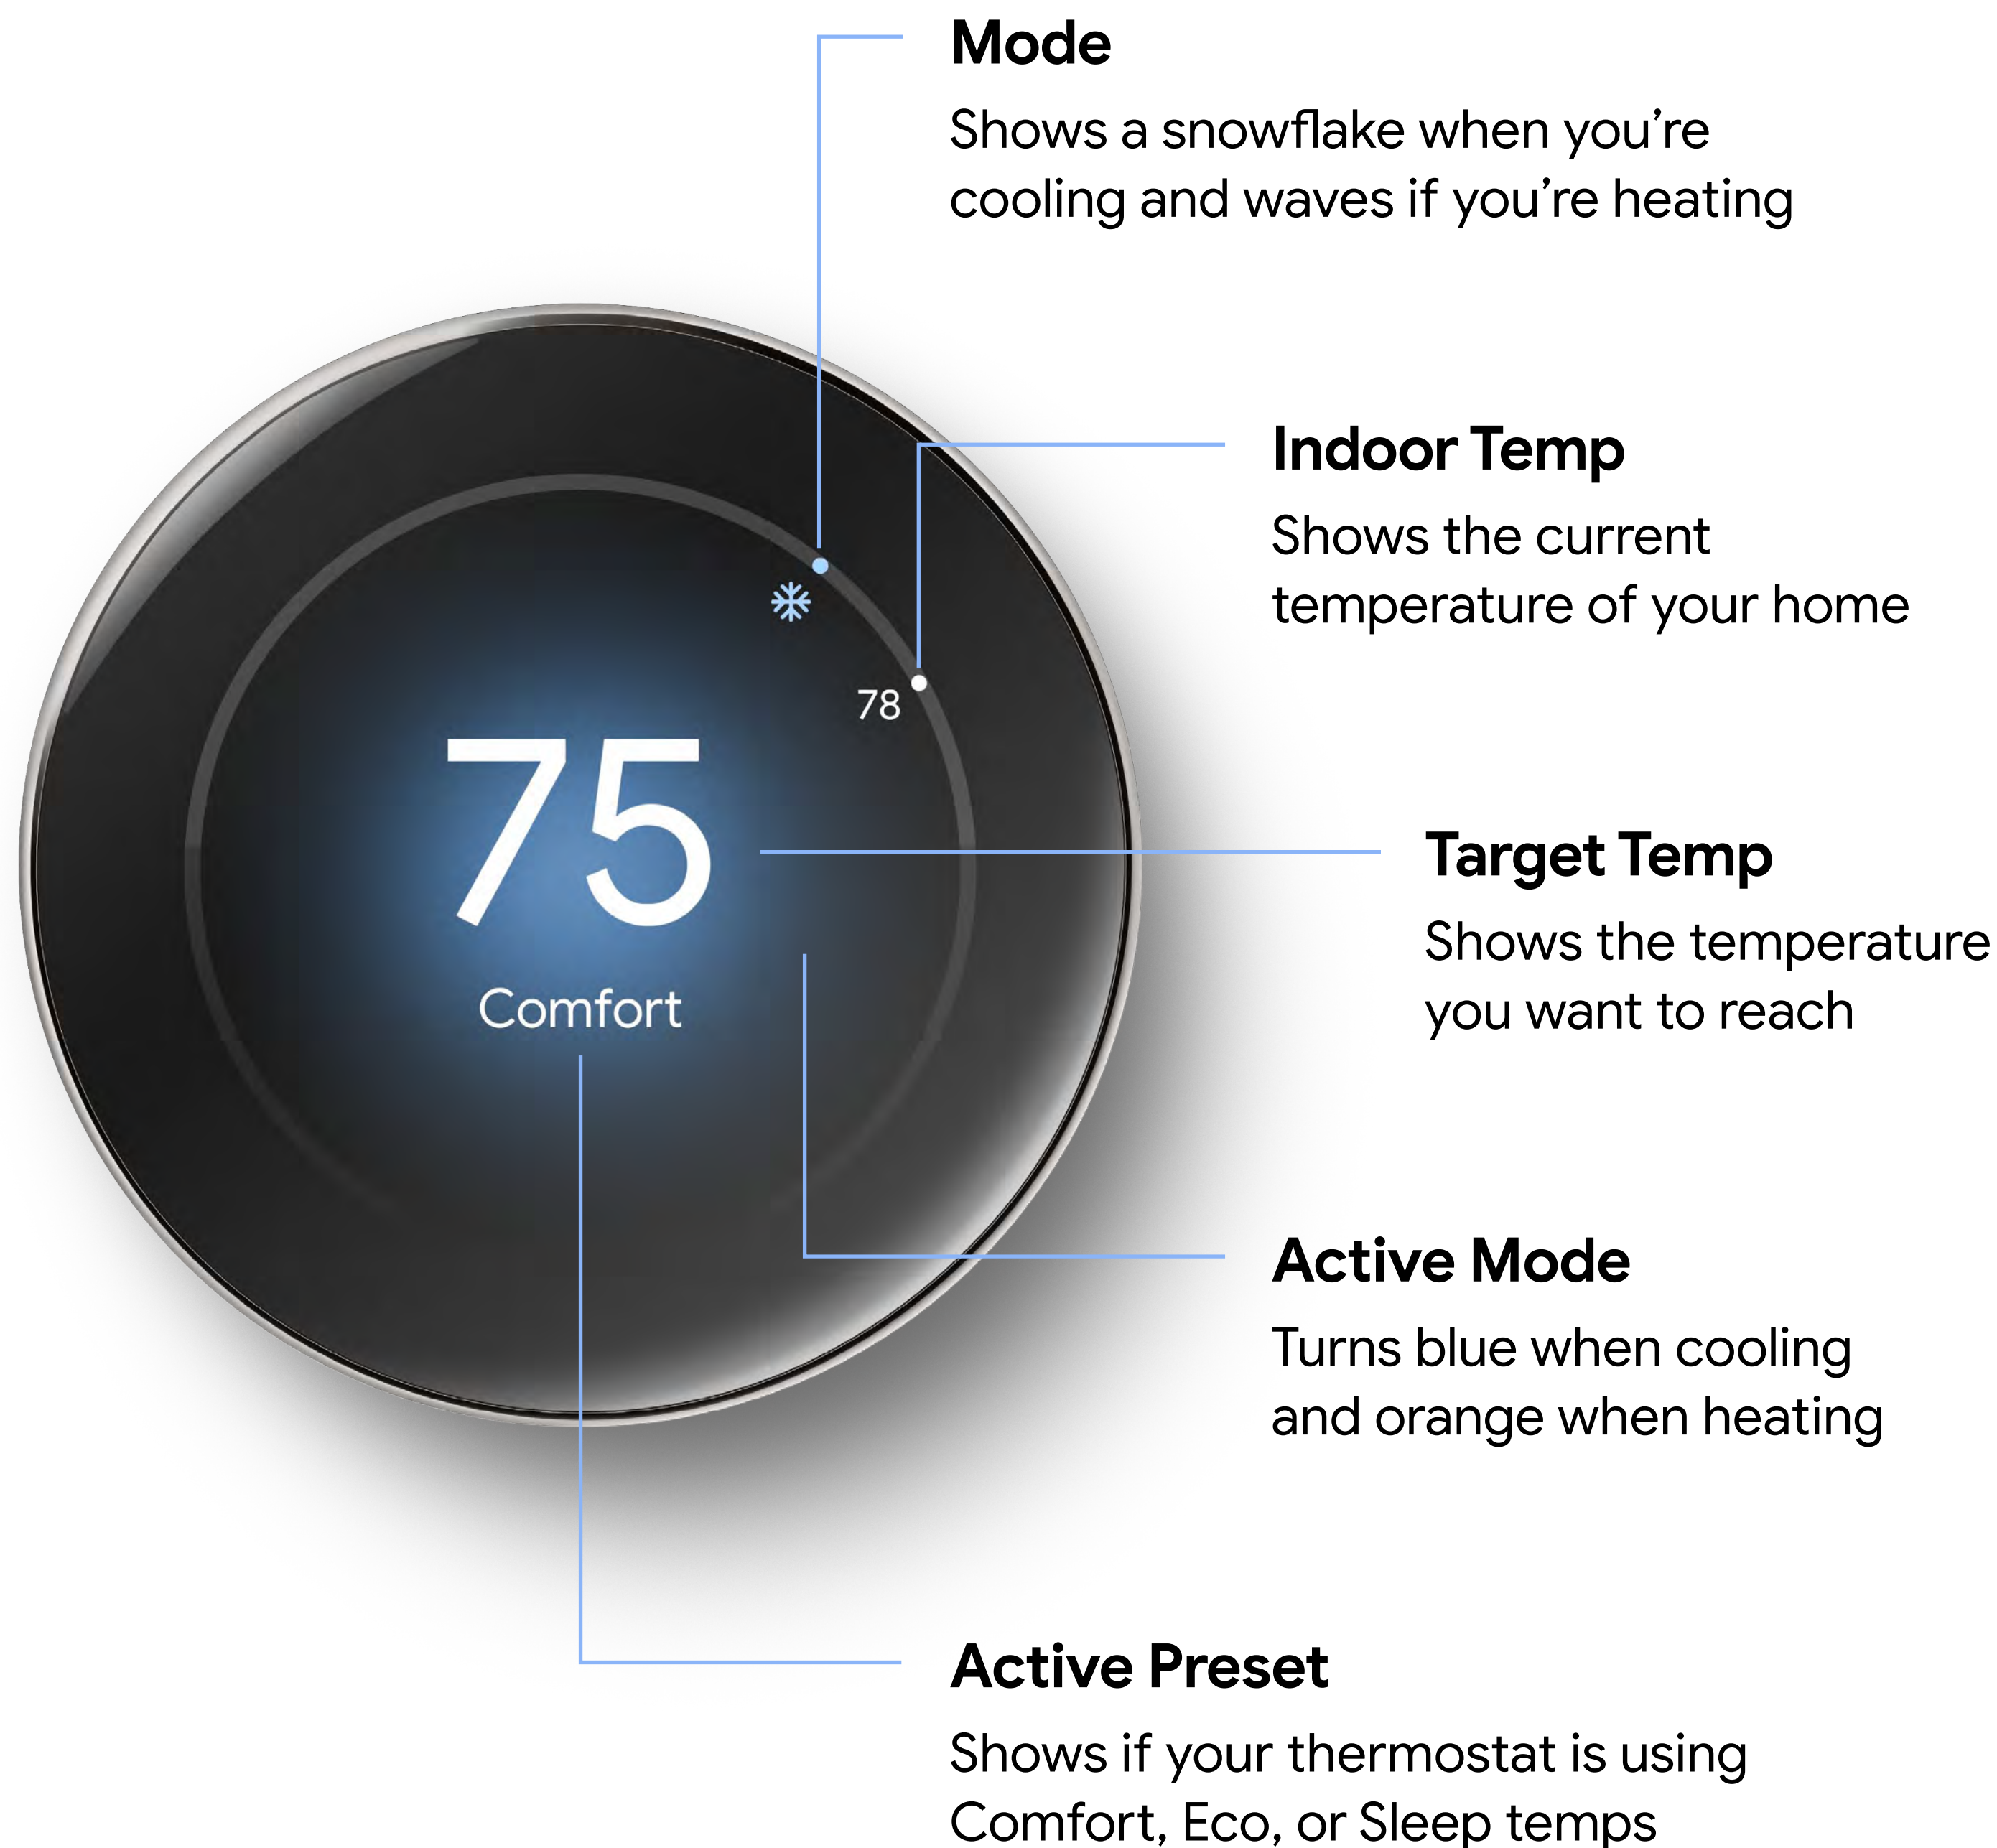 Mode
Shows a snowflake when you’re
cooling and waves if you’re heating
Indoor Temp
Shows the current
temperature of your home
78
75
Comfort
Target Temp
Shows the temperature
you want to reach
Active Mode
Turns blue when cooling
and orange when heating
Active Preset
Shows if your thermostat is using
Comfort, Eco, or Sleep temps